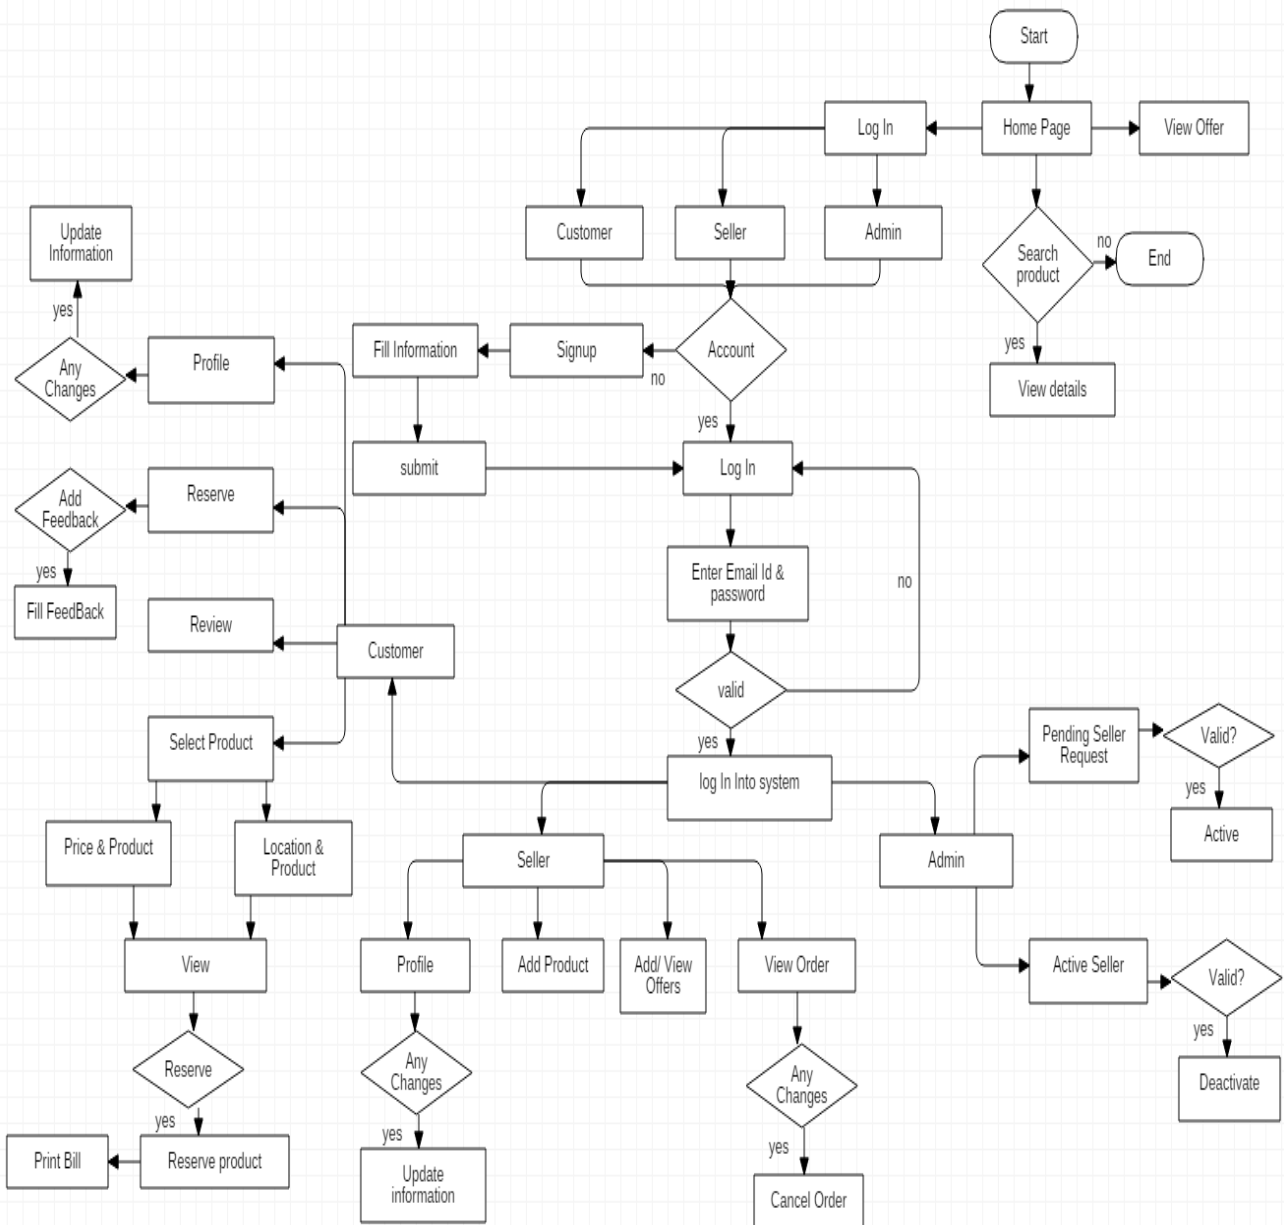 Start
Log In
Home Page
View Offer
Update
Information
Customer
Seller
Admin
Search
product
no
End
yes
Any
Changes
Profile
Fill Information
Signup
no
Account
yes
View details
yes
submit
Log In
Add
Feedback
Reserve
yes
Fill FeedBack
Enter Email Id &
password
no
Review
Customer
valid
yes
Select Product
log In Into system
Pending Seller
Request
Valid?
yes
Active
Price & Product
Location &
Product
Seller
Admin
View
Profile
Add Product
Add/ View
Offers
View Order
Active Seller
Valid?
yes
Deactivate
Reserve
yes
Any
Changes
yes
Any
Changes
yes
Print Bill
Reserve product
Update
information
Cancel Order